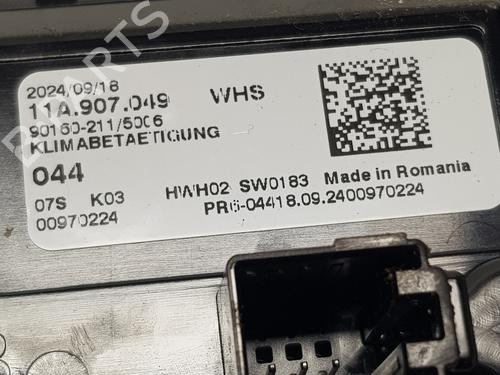 PARTS
2024/09/18
11A.907.049 WHS
90160-211/5006
KLIMABETAETIGUNG
044
07S K03 HWH02 SW0183 Made in Romania
00970224 PR6-04418.09.2400970224